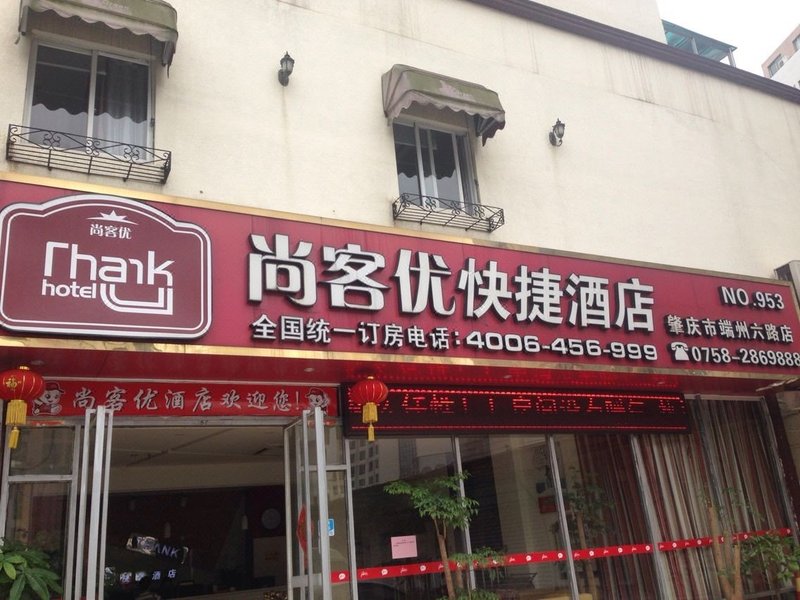 尚客优
Thank
hotel
尚客优快捷酒店
全国统一订房电话:4006-456-999
NO.953
肇庆市端州六路店
☎0758-2869888
福
尚客优酒店欢迎您!